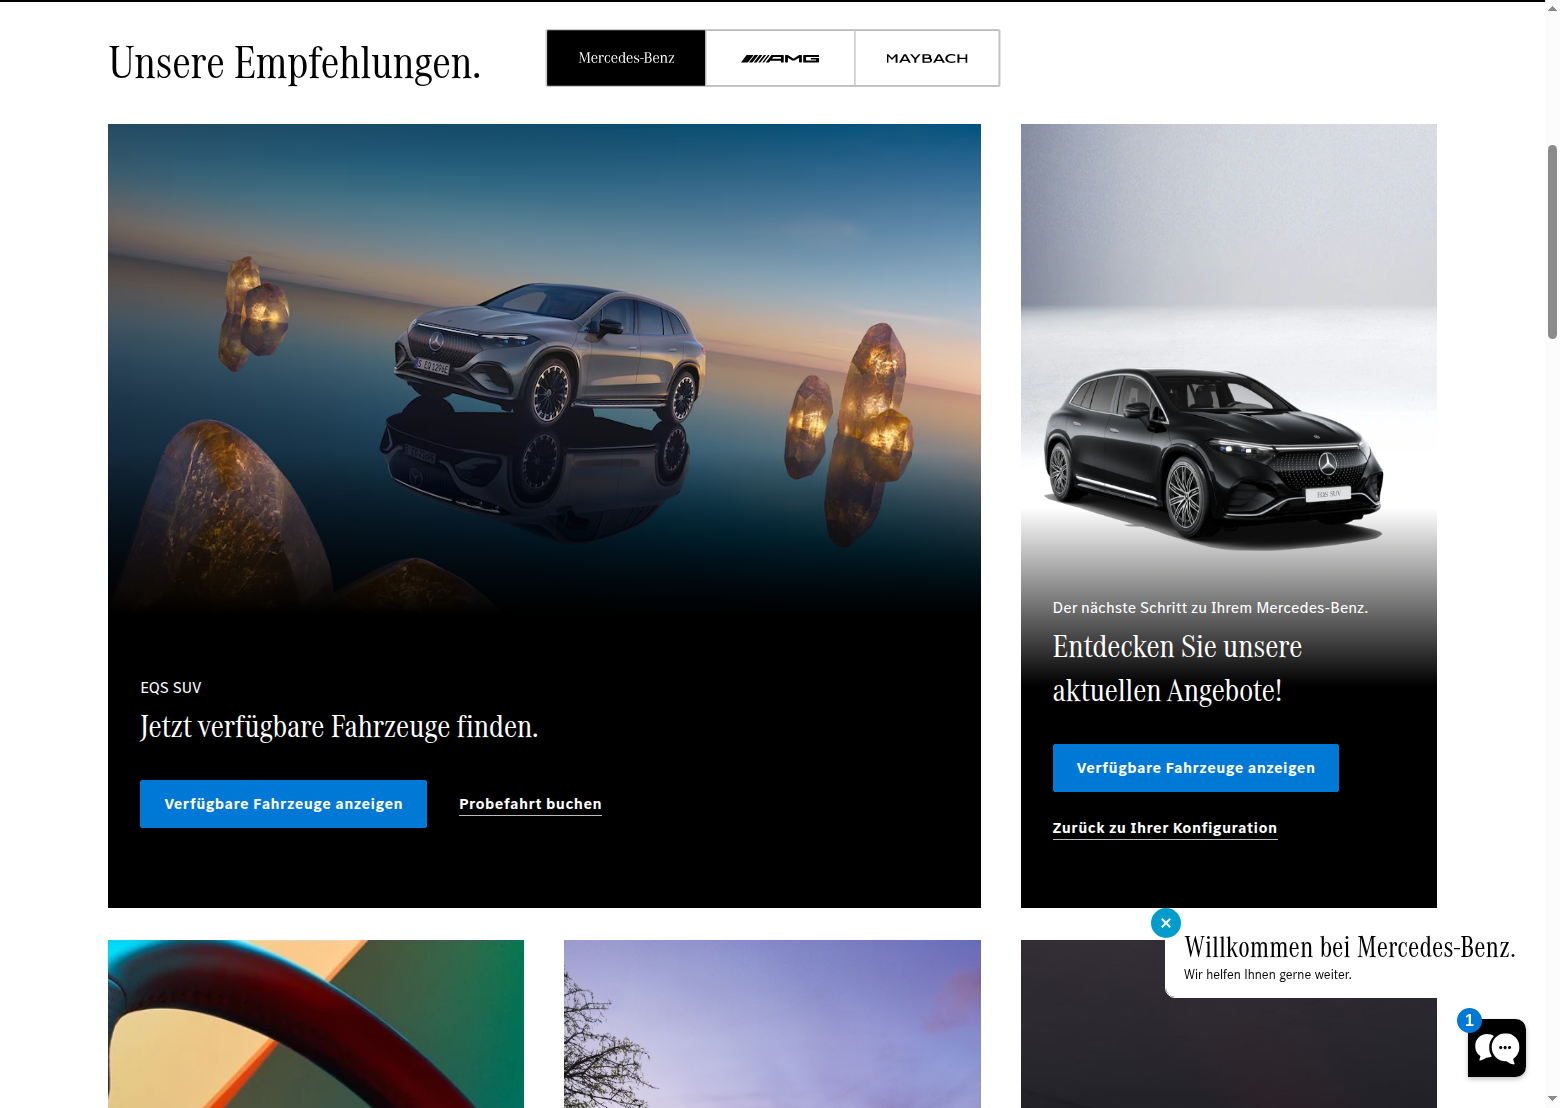 Unsere Empfehlungen.
Mercedes-Benz
AMG
MAYBACH
EQS SUV
Jetzt verfügbare Fahrzeuge finden.
Verfügbare Fahrzeuge anzeigen
Probefahrt buchen
EQS SUV
Der nächste Schritt zu Ihrem Mercedes-Benz.
Entdecken Sie unsere
aktuellen Angebote!
Verfügbare Fahrzeuge anzeigen
Zurück zu Ihrer Konfiguration
Willkommen bei Mercedes-Benz.
Wir helfen Ihnen gerne weiter.
1